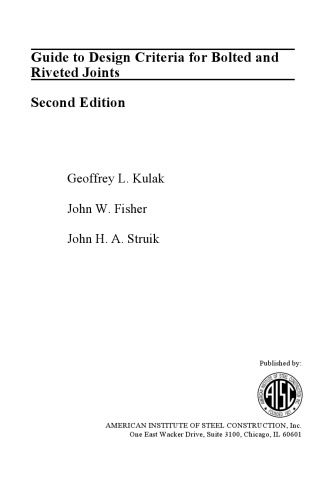 Guide to Design Criteria for Bolted and
Riveted Joints
Second Edition
Geoffrey L. Kulak
John W. Fisher
John H. A. Struik
Published by:
AISC
AMERICAN INSTITUTE OF STEEL CONSTRUCTION, Inc.
One East Wacker Drive, Suite 3100, Chicago, IL 60601